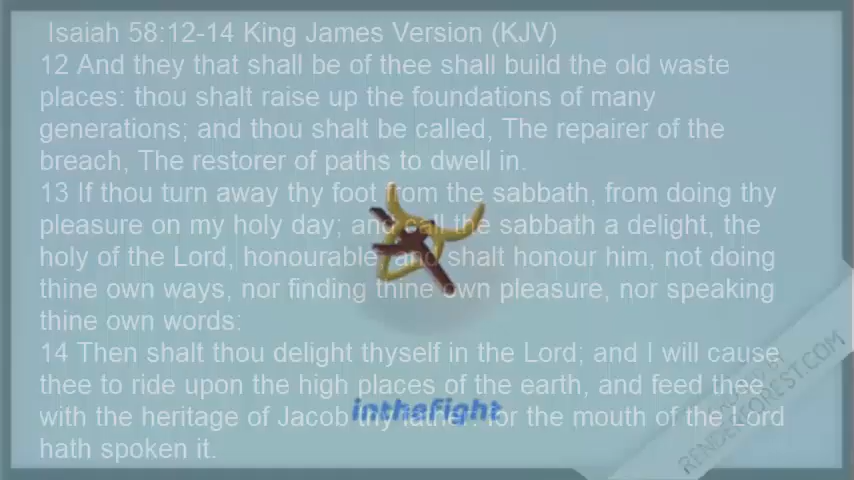 Isaiah 58:12-14 King James Version (KJV)
12 And they that shall be of thee shall build the old waste
places: thou shalt raise up the foundations of many
generations; and thou shalt be called, The repairer of the
breach, The restorer of paths to dwell in.
13 If thou turn away thy foot from the sabbath, from doing thy
pleasure on my holy day; and call the sabbath a delight, the
holy of the Lord, honourable; and shalt honour him, not doing
thine own ways, nor finding thine own pleasure, nor speaking
thine own words:
14 Then shalt thou delight thyself in the Lord; and I will cause
thee to ride upon the high places of the earth, and feed thee
with the heritage of Jacob thy father: for the mouth of the Lord
hath spoken it.
inthefight
RENDERFOREST.COM